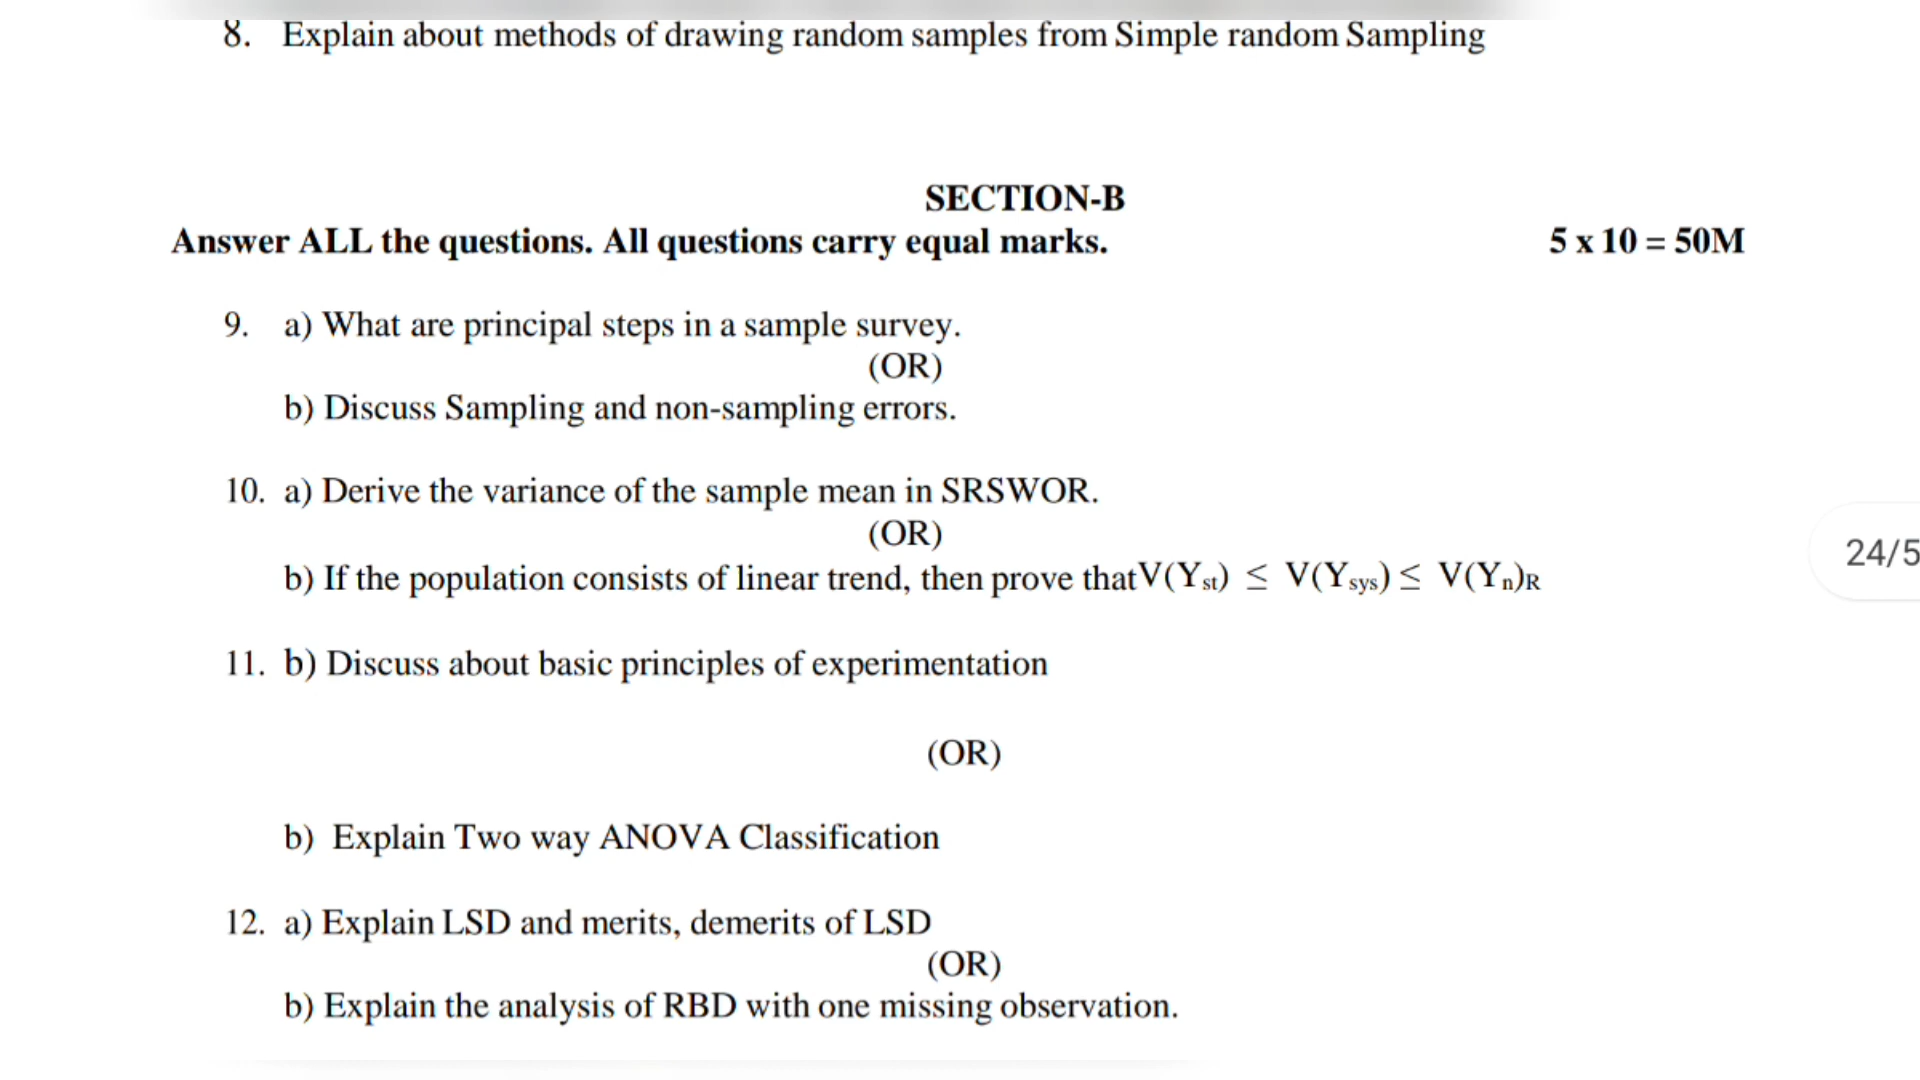 8. Explain about methods of drawing random samples from Simple random Sampling
SECTION-B
Answer ALL the questions. All questions carry equal marks. 5 x 10 = 50M
9. a) What are principal steps in a sample survey.
(OR)
b) Discuss Sampling and non-sampling errors.
10. a) Derive the variance of the sample mean in SRSWOR.
(OR)
b) If the population consists of linear trend, then prove thatV(Y st) ≤ V(Ysys) ≤ V(Yn)R
24/5
11. b) Discuss about basic principles of experimentation
(OR)
b) Explain Two way ANOVA Classification
12. a) Explain LSD and merits, demerits of LSD
(OR)
b) Explain the analysis of RBD with one missing observation.